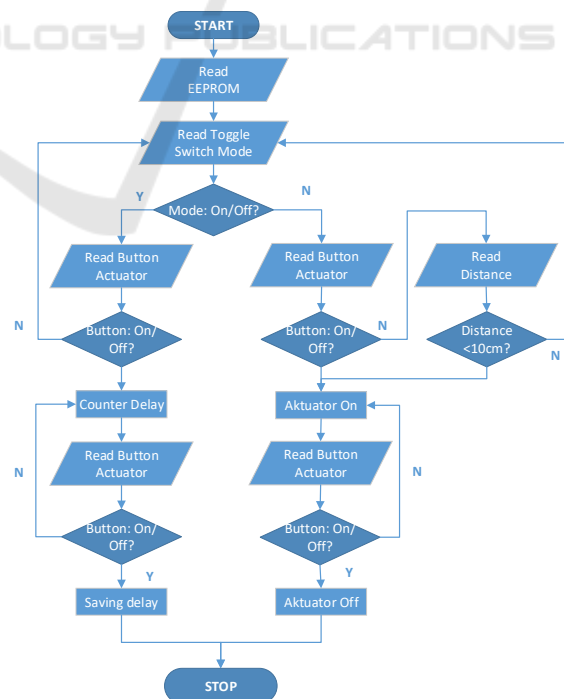 OLOGY PUBLICATIONS
START
Read
EEPROM
Read Toggle
Switch Mode
Y
N
Mode: On/Off?
Read Button
Actuator
Read Button
Actuator
Read
Distance
N
Button: On/
Off?
Button: On/
Off?
N
Distance
<10cm?
N
Counter Delay
Aktuator On
N
Read Button
Actuator
Read Button
Actuator
N
Button: On/
Off?
Button: On/
Off?
Y
Y
Saving delay
Aktuator Off
STOP